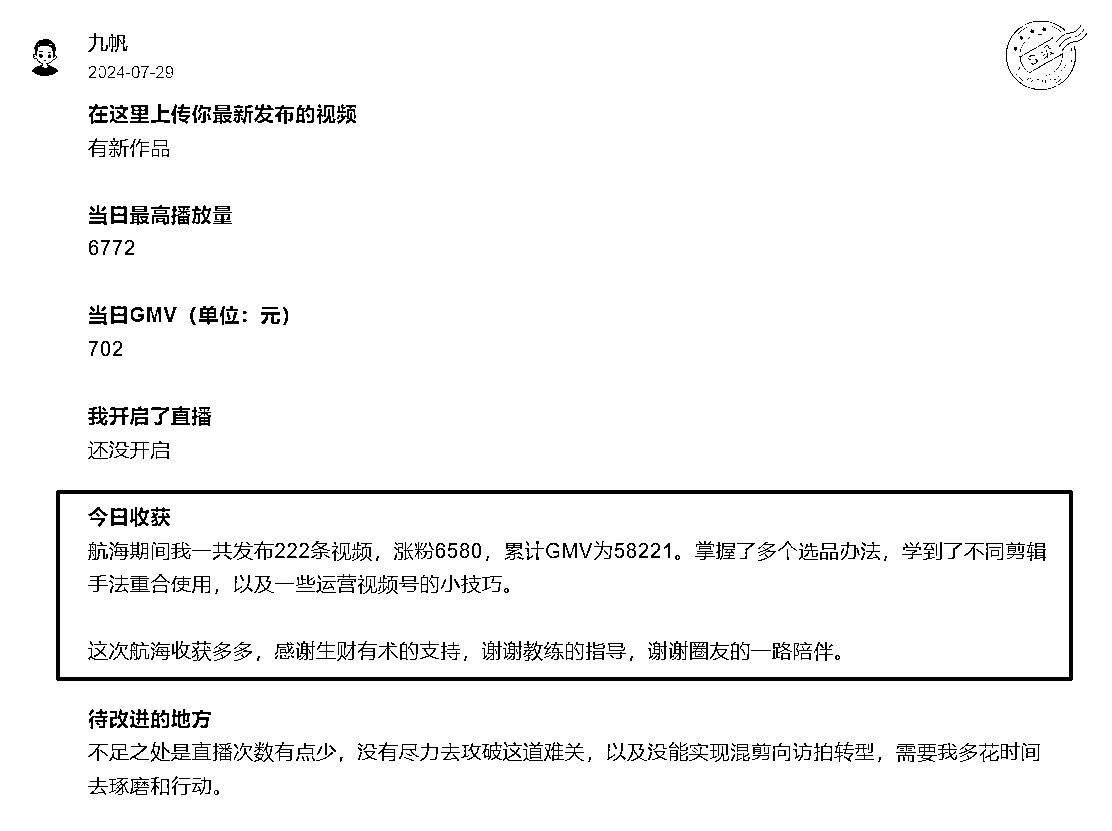 九帆
2024-07-29
在这里上传你最新发布的视频
有新作品
当日最高播放量
6772
当日GMV（单位：元）
702
我开启了直播
还没开启
今日收获
航海期间我一共发布222条视频，涨粉6580，累计GMV为58221。掌握了多个选品办法，学到了不同剪辑
手法重合使用，以及一些运营视频号的小技巧。
这次航海收获多多，感谢生财有术的支持，谢谢教练的指导，谢谢圈友的一路陪伴。
待改进的地方
不足之处是直播次数有点少，没有尽力去攻破这道难关，以及没能实现混剪向访拍转型，需要我多花时间
去琢磨和行动。